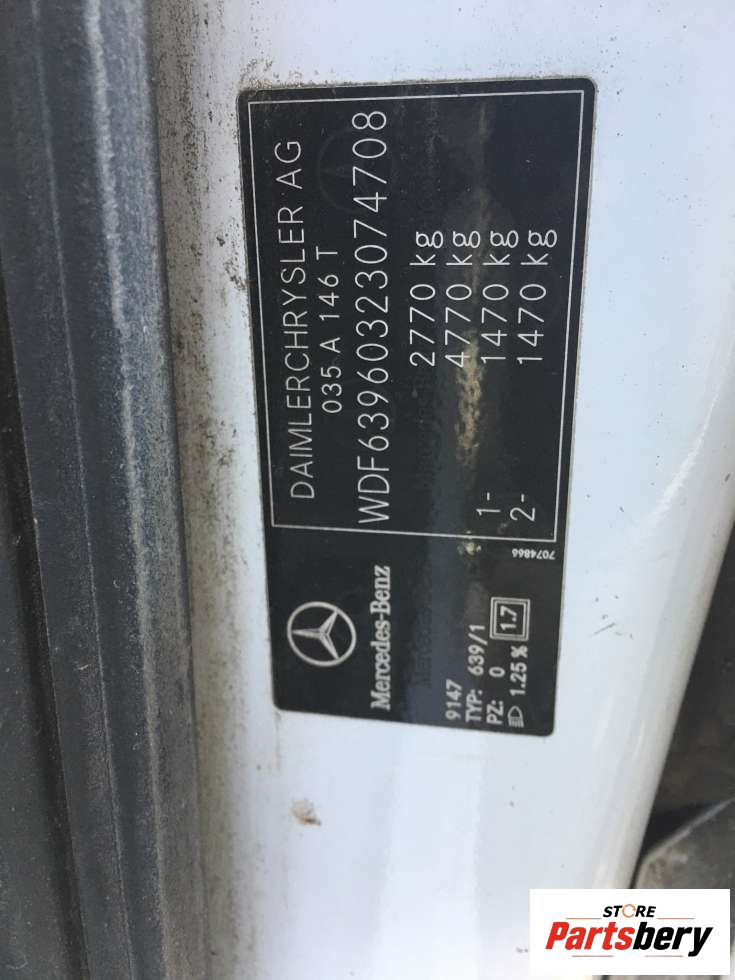 DAIMLERCHRYSLER AG
035 A 146 T
WDF63960323074708
2770 kg
4770 kg
1- 1470 kg
2- 1470 kg
Mercedes-Benz
9147
TYP: 639/1
PZ: 0
1.25 % 1.7
7074866
STORE
Partsbery